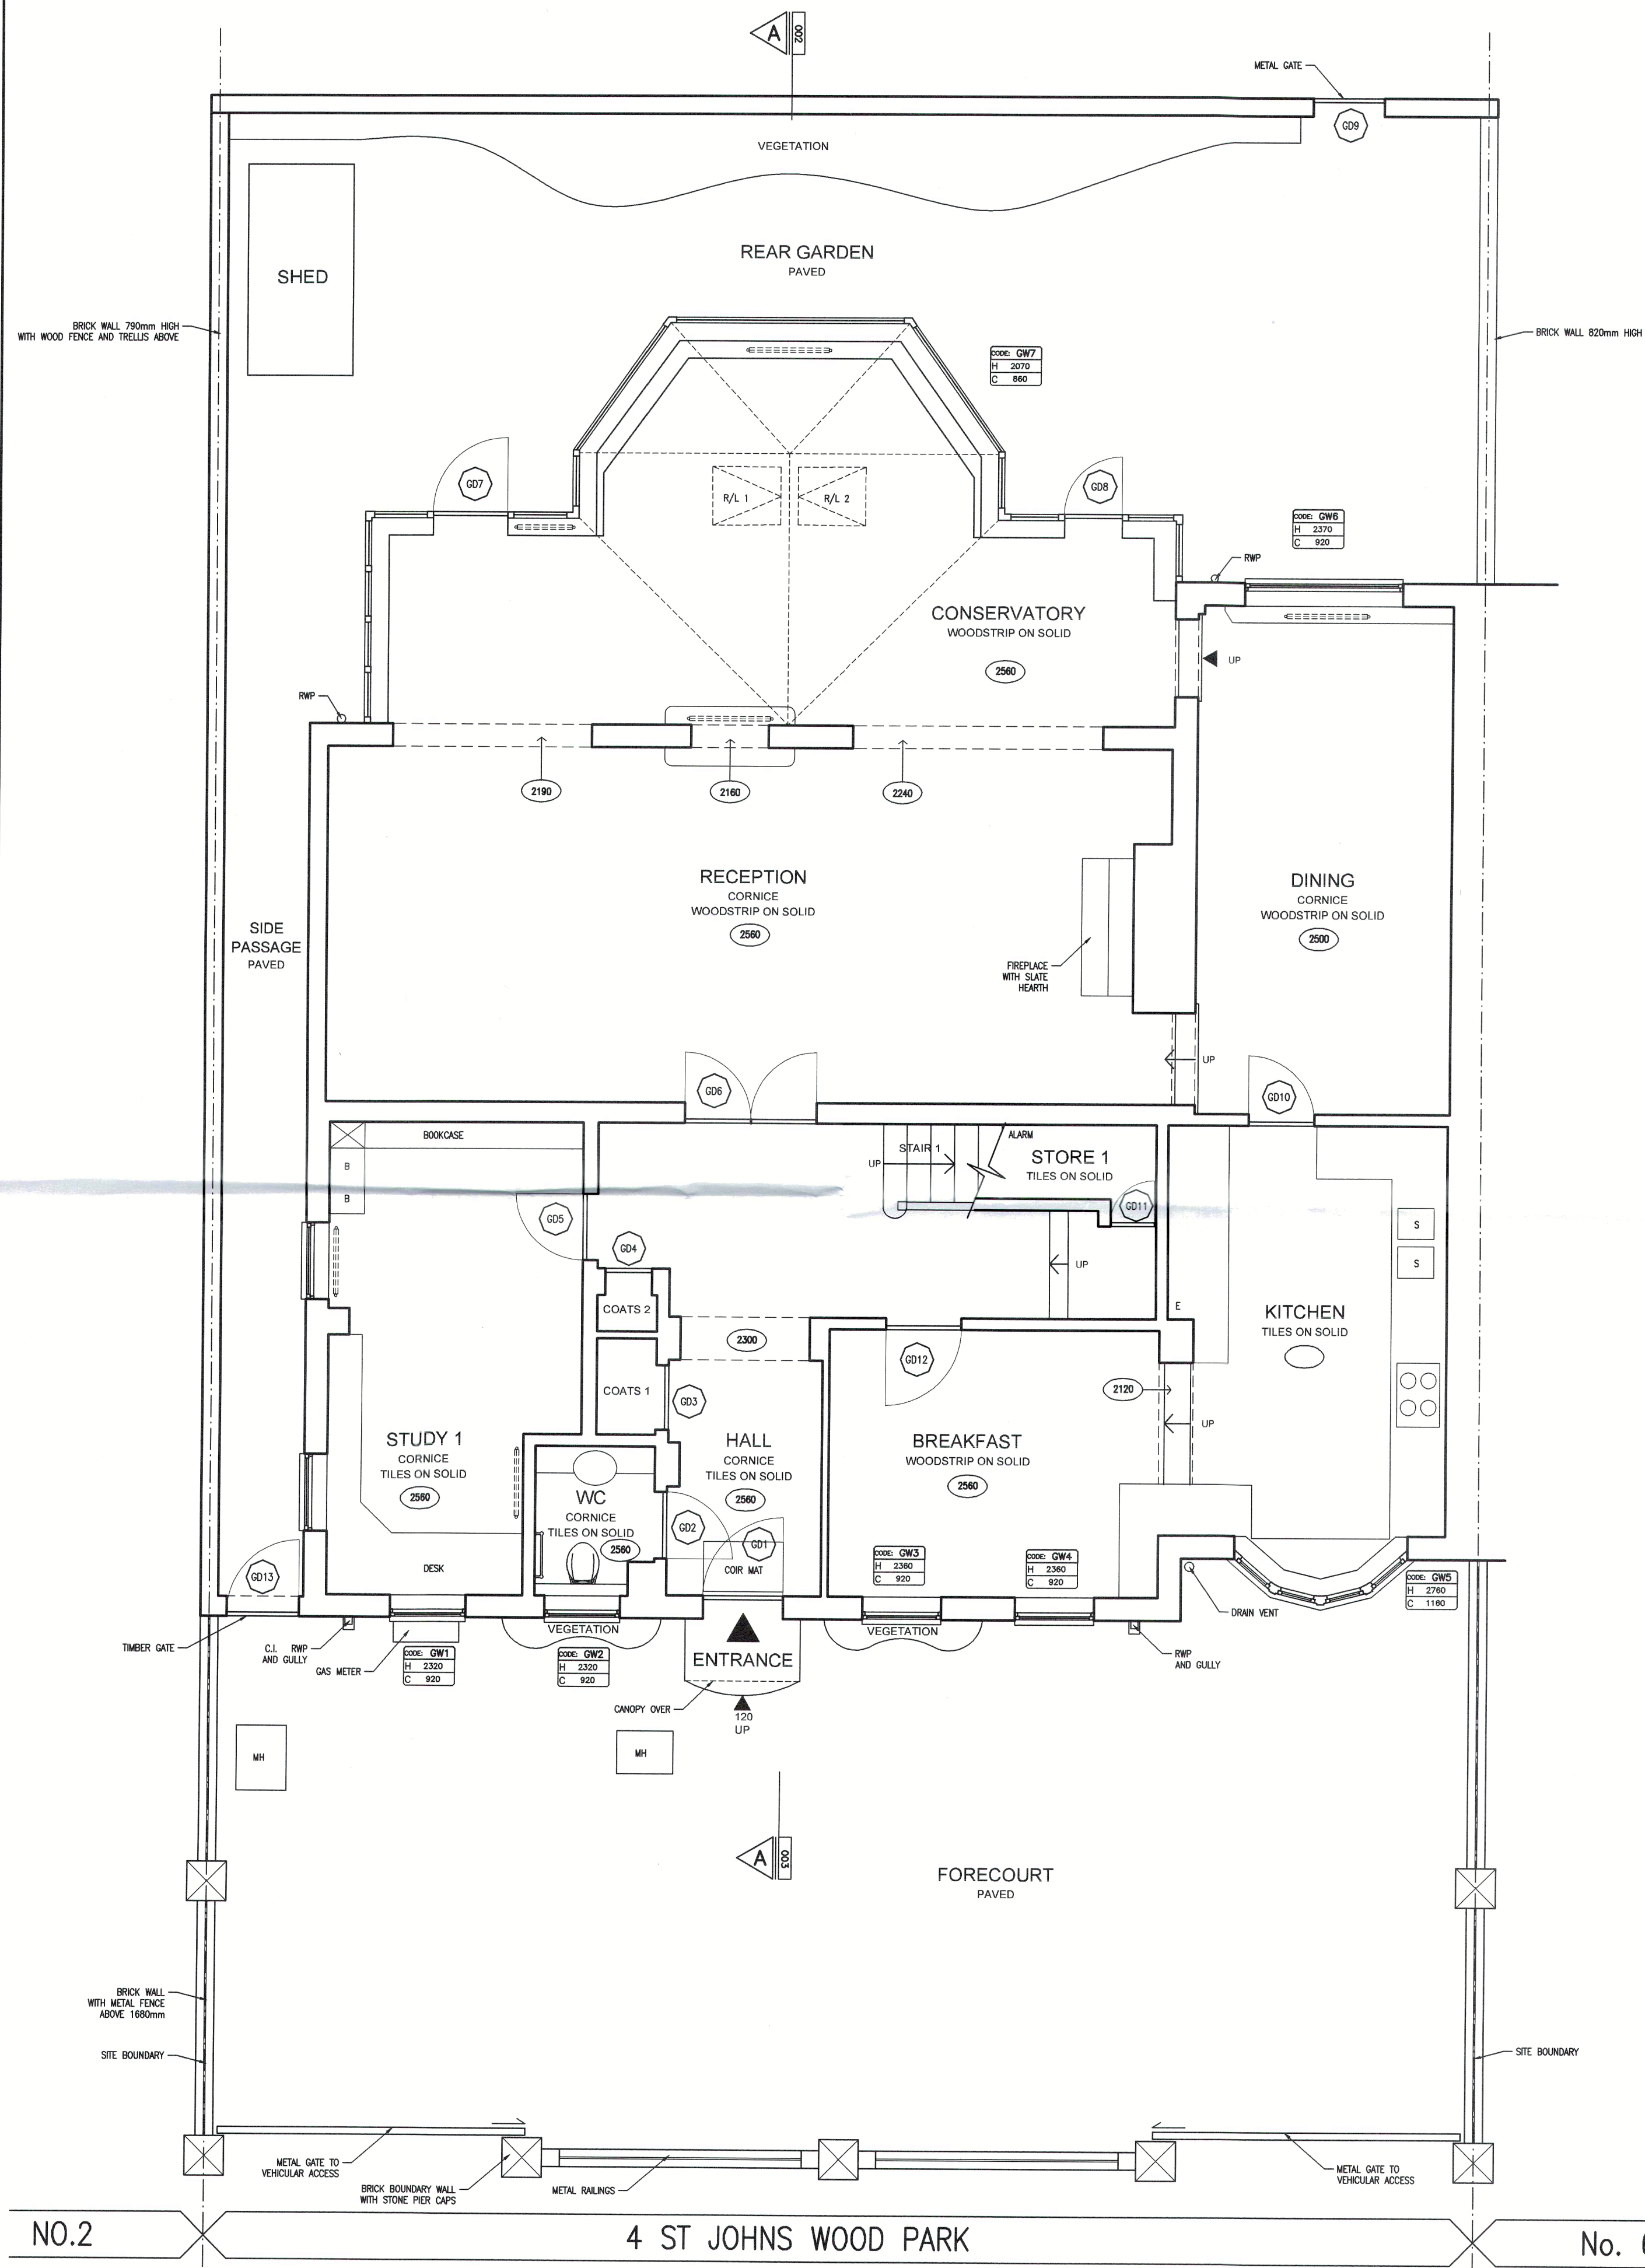 A
002
METAL GATE
GD9
VEGETATION
REAR GARDEN
PAVED
SHED
BRICK WALL 790mm HIGH
WITH WOOD FENCE AND TRELLIS ABOVE
BRICK WALL 820mm HIGH
CODE: GW7
H 2070
C 860
GD7
R/L 1
R/L 2
GD8
CODE: GW6
H 2370
C 920
RWP
CONSERVATORY
WOODSTRIP ON SOLID
2560
UP
RWP
2190
2160
2240
RECEPTION
CORNICE
WOODSTRIP ON SOLID
2560
DINING
CORNICE
WOODSTRIP ON SOLID
2500
SIDE
PASSAGE
PAVED
FIREPLACE
WITH SLATE
HEARTH
UP
GD6
GD10
BOOKCASE
B
B
STAIR 1
UP
ALARM
STORE 1
TILES ON SOLID
GD11
GD5
GD4
S
S
UP
COATS 2
E
KITCHEN
TILES ON SOLID
2300
GD12
COATS 1
GD3
2120
UP
STUDY 1
CORNICE
TILES ON SOLID
2560
HALL
CORNICE
TILES ON SOLID
2560
BREAKFAST
WOODSTRIP ON SOLID
2560
WC
CORNICE
TILES ON SOLID
2560
GD2
GD1
COIR MAT
DESK
GD13
CODE: GW3
H 2360
C 920
CODE: GW4
H 2360
C 920
CODE: GW5
H 2760
C 1160
DRAIN VENT
TIMBER GATE
C.I. RWP
AND GULLY
GAS METER
CODE: GW1
H 2320
C 920
VEGETATION
CODE: GW2
H 2320
C 920
ENTRANCE
VEGETATION
RWP
AND GULLY
CANOPY OVER
120
UP
MH
MH
A
003
FORECOURT
PAVED
BRICK WALL
WITH METAL FENCE
ABOVE 1680mm
SITE BOUNDARY
SITE BOUNDARY
METAL GATE TO
VEHICULAR ACCESS
BRICK BOUNDARY WALL
WITH STONE PIER CAPS
METAL RAILINGS
METAL GATE TO
VEHICULAR ACCESS
NO.2
4 ST JOHNS WOOD PARK
No.